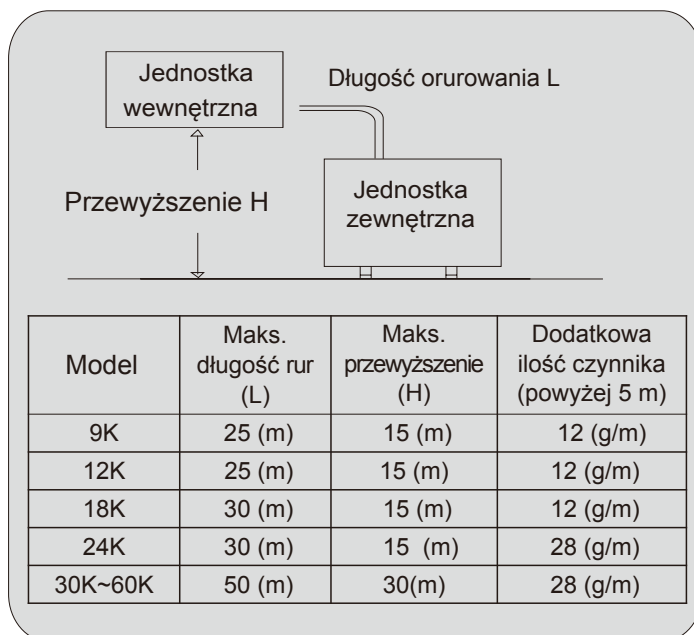 Jednostka
wewnętrzna
Długość orurowania L
Przewyższenie H
Jednostka
zewnętrzna
Model
Maks.
długość rur
(L)
Maks.
przewyższenie
(H)
Dodatkowa
ilość czynnika
(powyżej 5 m)
9K 25 (m) 15 (m) 12 (g/m)
12K 25 (m) 15 (m) 12 (g/m)
18K 30 (m) 15 (m) 12 (g/m)
24K 30 (m) 15 (m) 28 (g/m)
30K~60K 50 (m) 30(m) 28 (g/m)